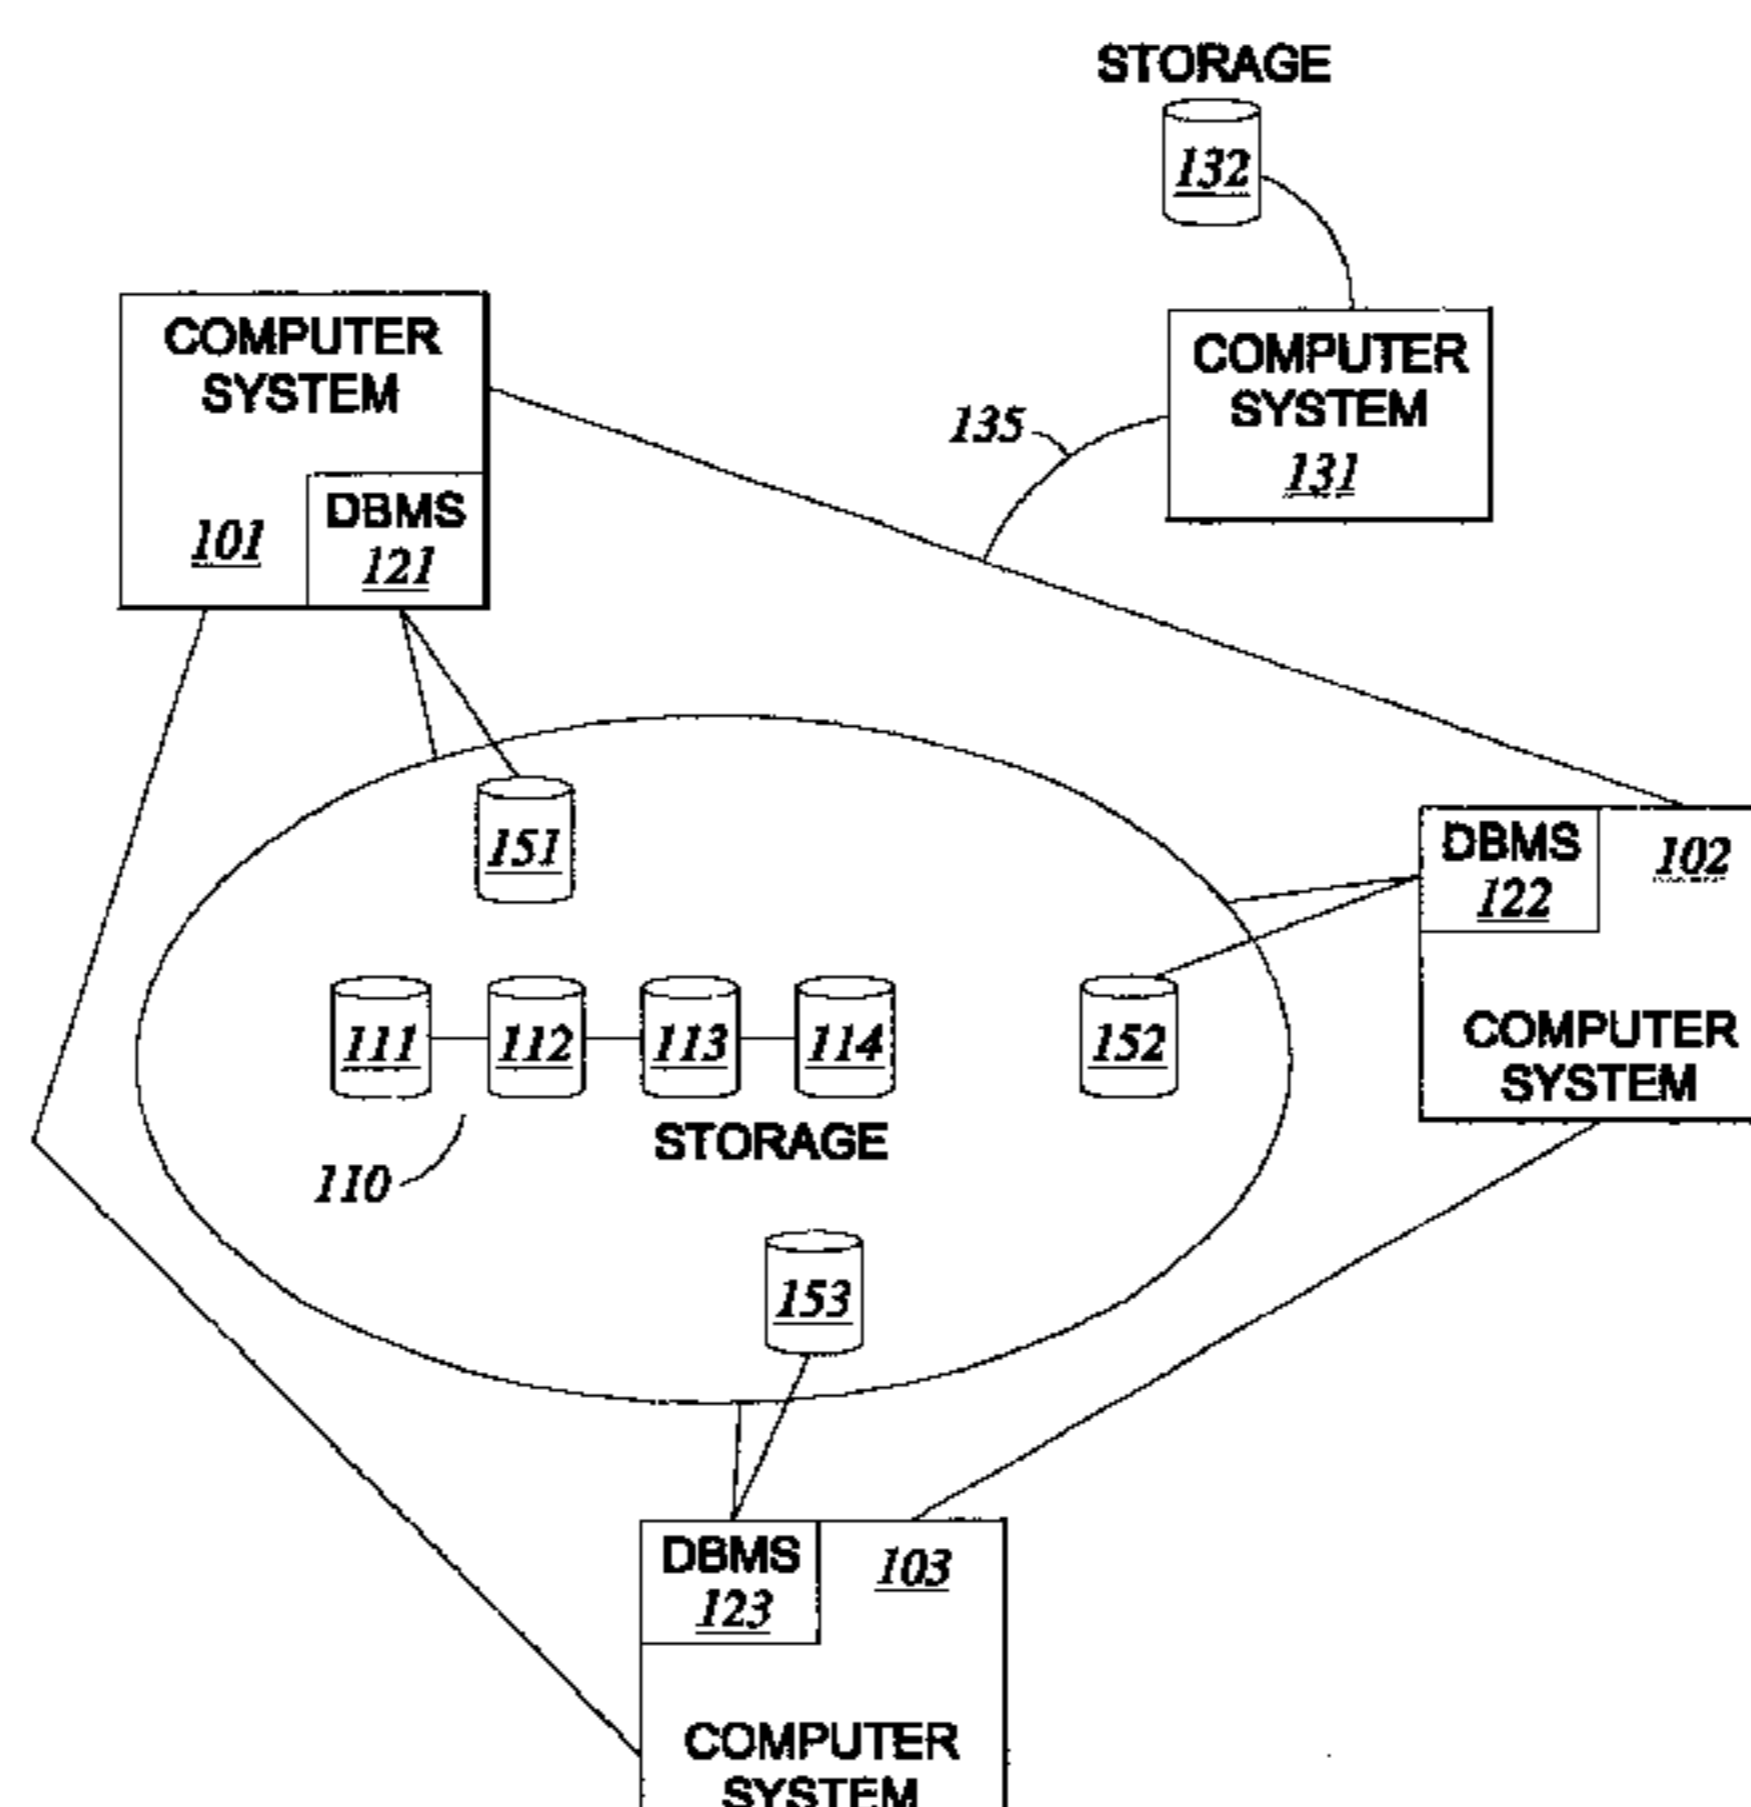 STORAGE
132
COMPUTER
SYSTEM
101
DBMS
121
COMPUTER
SYSTEM
131
135
151
DBMS
122
102
COMPUTER
SYSTEM
111
112
113
114
152
STORAGE
110
153
DBMS
123
103
COMPUTER
SYSTEM